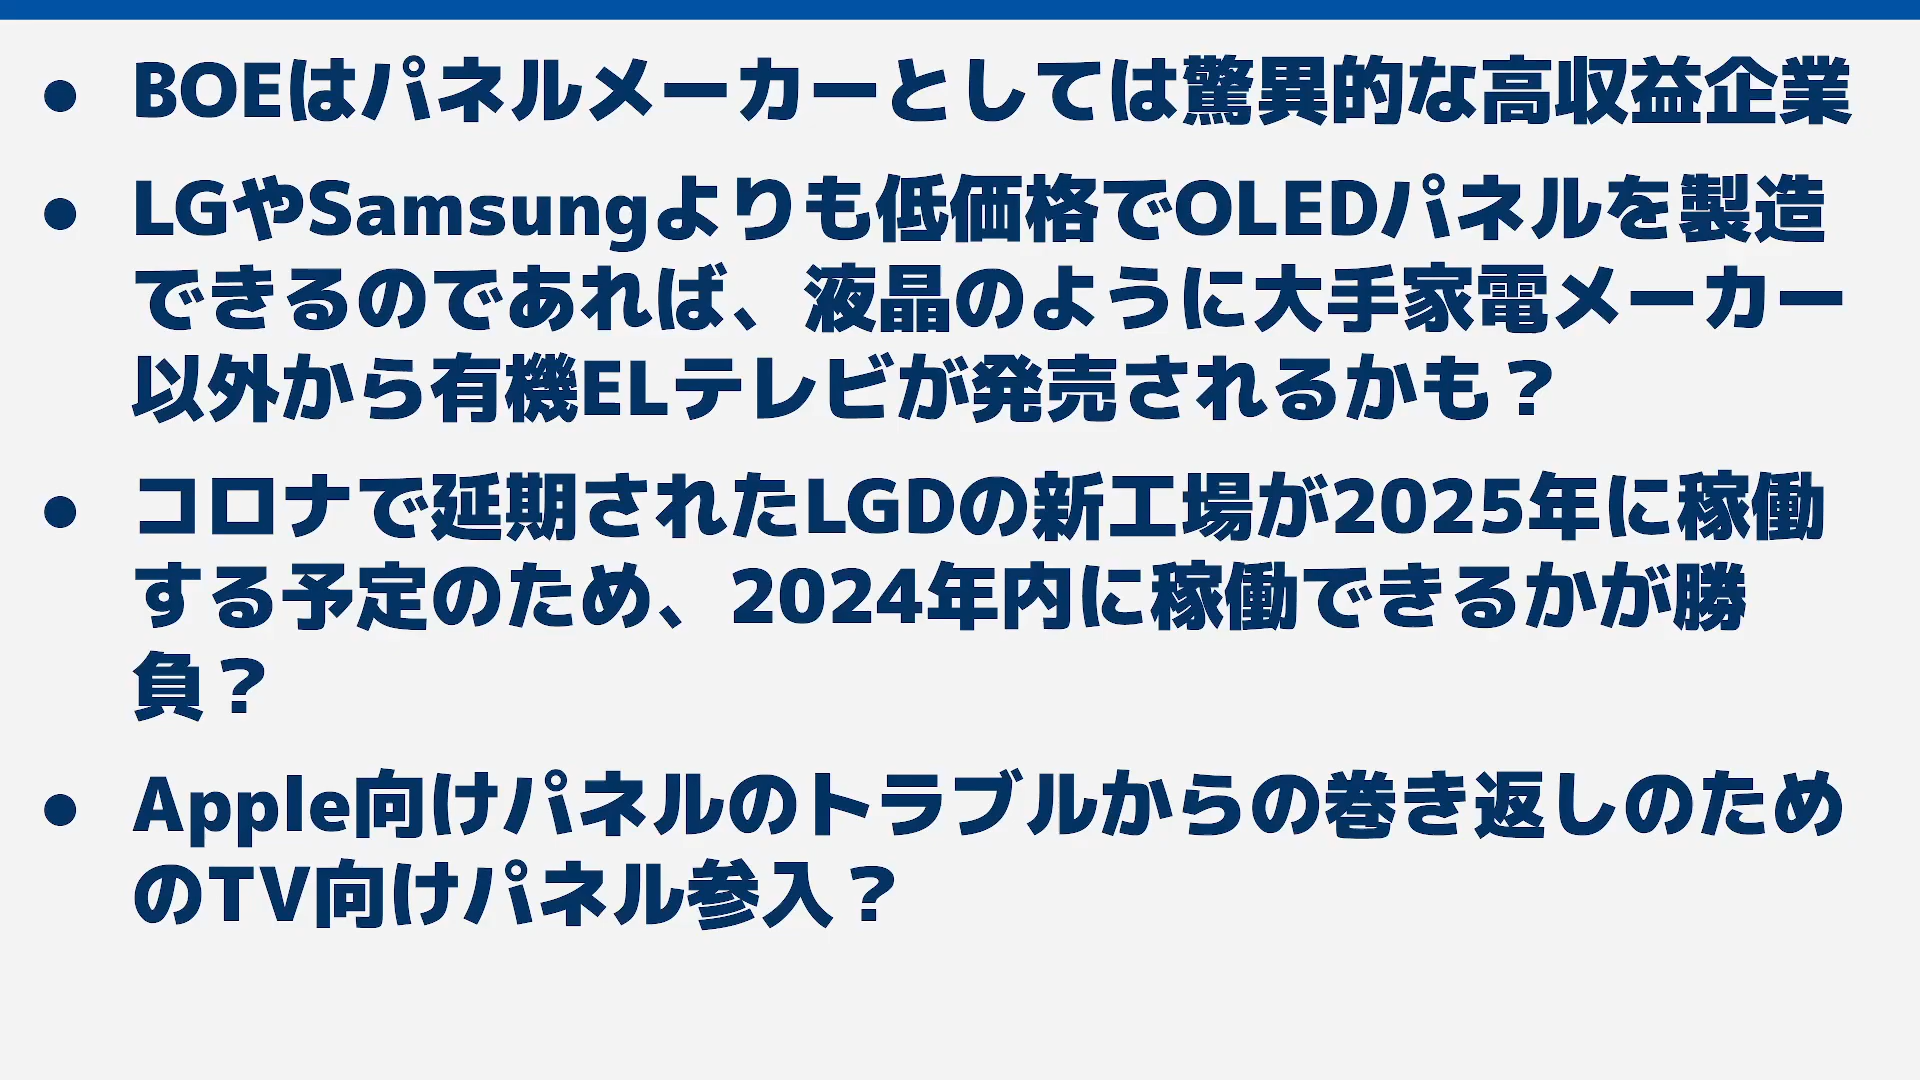 ● BOEはパネルメーカーとしては驚異的な高収益企業
● LGやSamsungよりも低価格でOLEDパネルを製造
できるのであれば、液晶のように大手家電メーカー
以外から有機ELテレビが発売されるかも？
● コロナで延期されたLGDの新工場が2025年に稼働
する予定のため、2024年内に稼働できるかが勝
負？
● Apple向けパネルのトラブルからの巻き返しのため
のTV向けパネル参入？